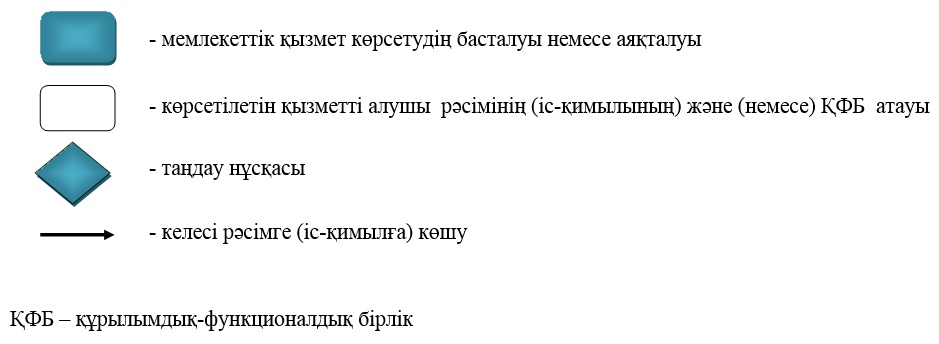 - мемлекеттік қызмет көрсетудің басталуы немесе аяқталуы
- көрсетілетін қызметті алушы рәсімінің (іс-қимылының) және (немесе) ҚФБ атауы
- таңдау нұсқасы
- келесі рәсімге (іс-қимылға) көшу
ҚФБ – құрылымдық-функционалдық бірлік